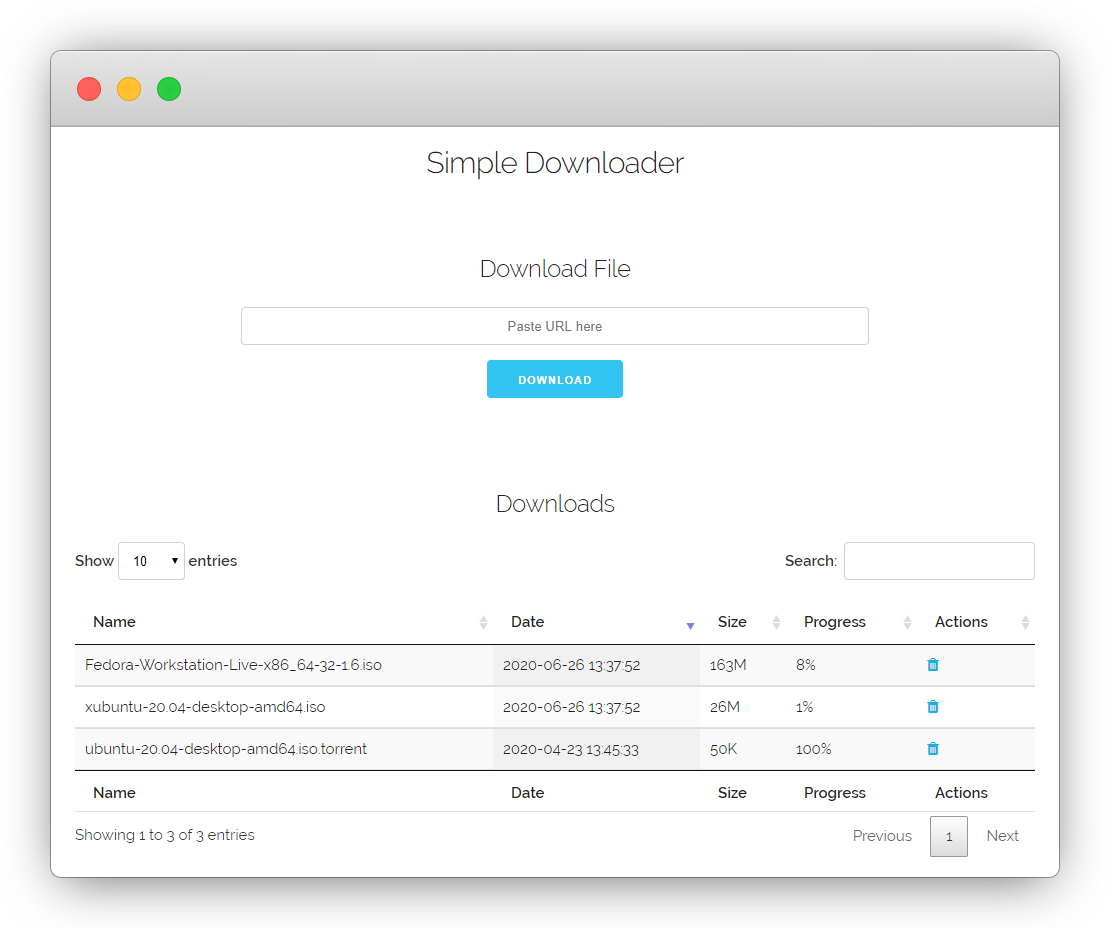 Simple Downloader
Download File
Paste URL here
DOWNLOAD
Downloads
Show 10 entries Search:
Name Date Size Progress Actions
Fedora-Workstation-Live-x86_64-32-1.6.iso 2020-06-26 13:37:52 163M 8%
xubuntu-20.04-desktop-amd64.iso 2020-06-26 13:37:52 26M 1%
ubuntu-20.04-desktop-amd64.iso.torrent 2020-04-23 13:45:33 50K 100%
Name Date Size Progress Actions
Showing 1 to 3 of 3 entries Previous 1 Next